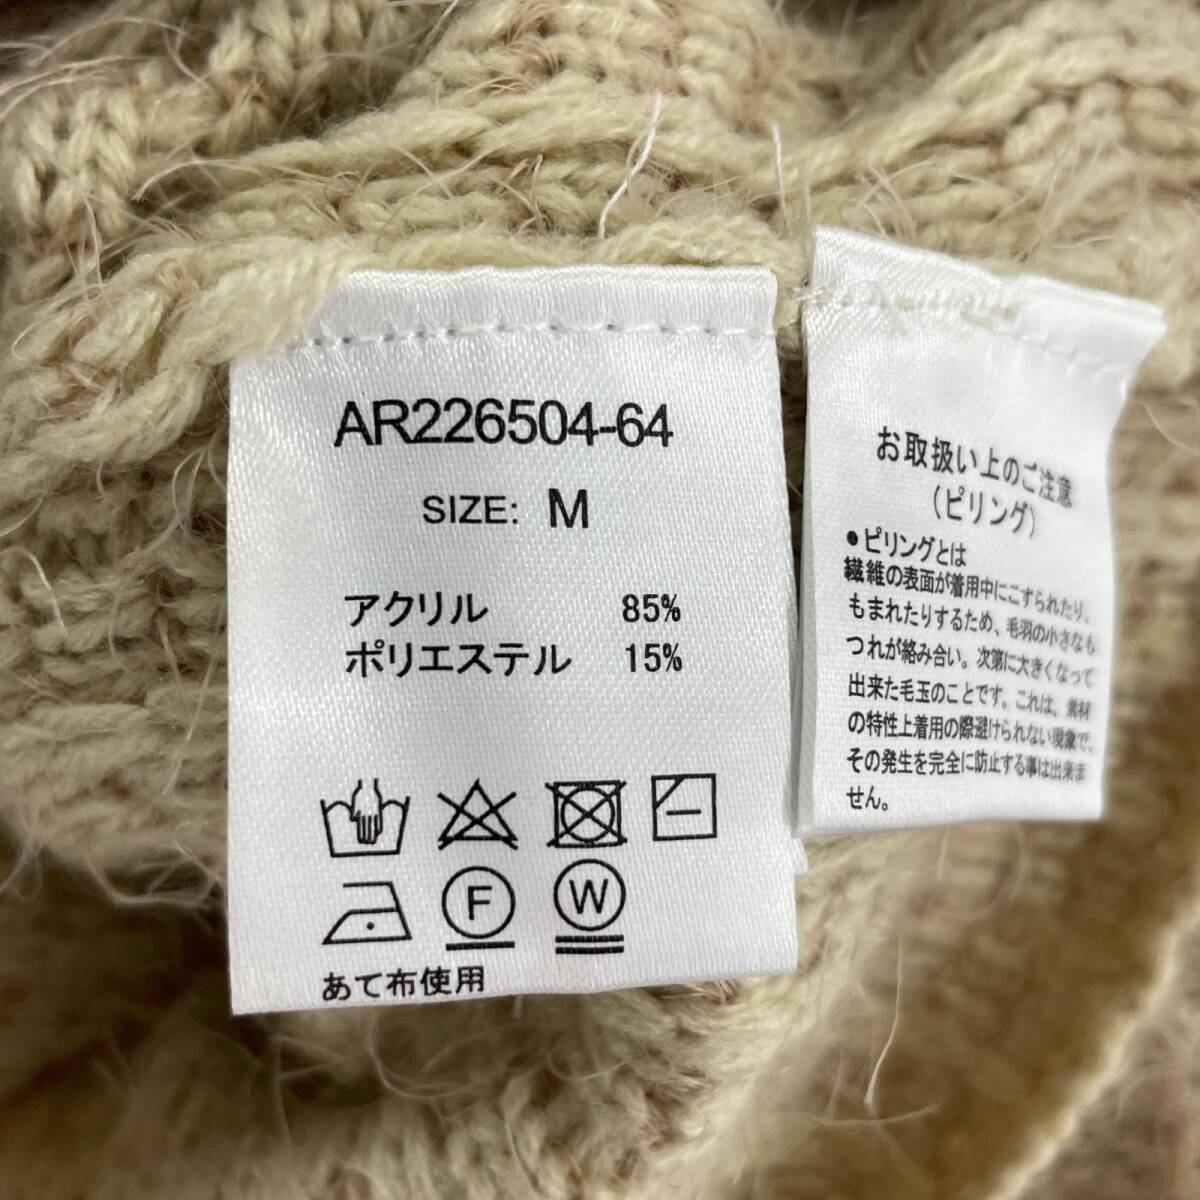 AR226504-64
SIZE: M
アクリル 85%
ポリエステル 15%
F
W
あて布使用
お取扱い上のご注意
(ピリング)
●ピリングとは
繊維の表面が着用中にこすられたり、
もまれたりするため、毛羽の小さなも
つれが絡み合い。次第に大きくなって
出来た毛玉のことです。これは、素材
の特性上着用の際避けられない現象で、
その発生を完全に防止する事は出来ま
せん。